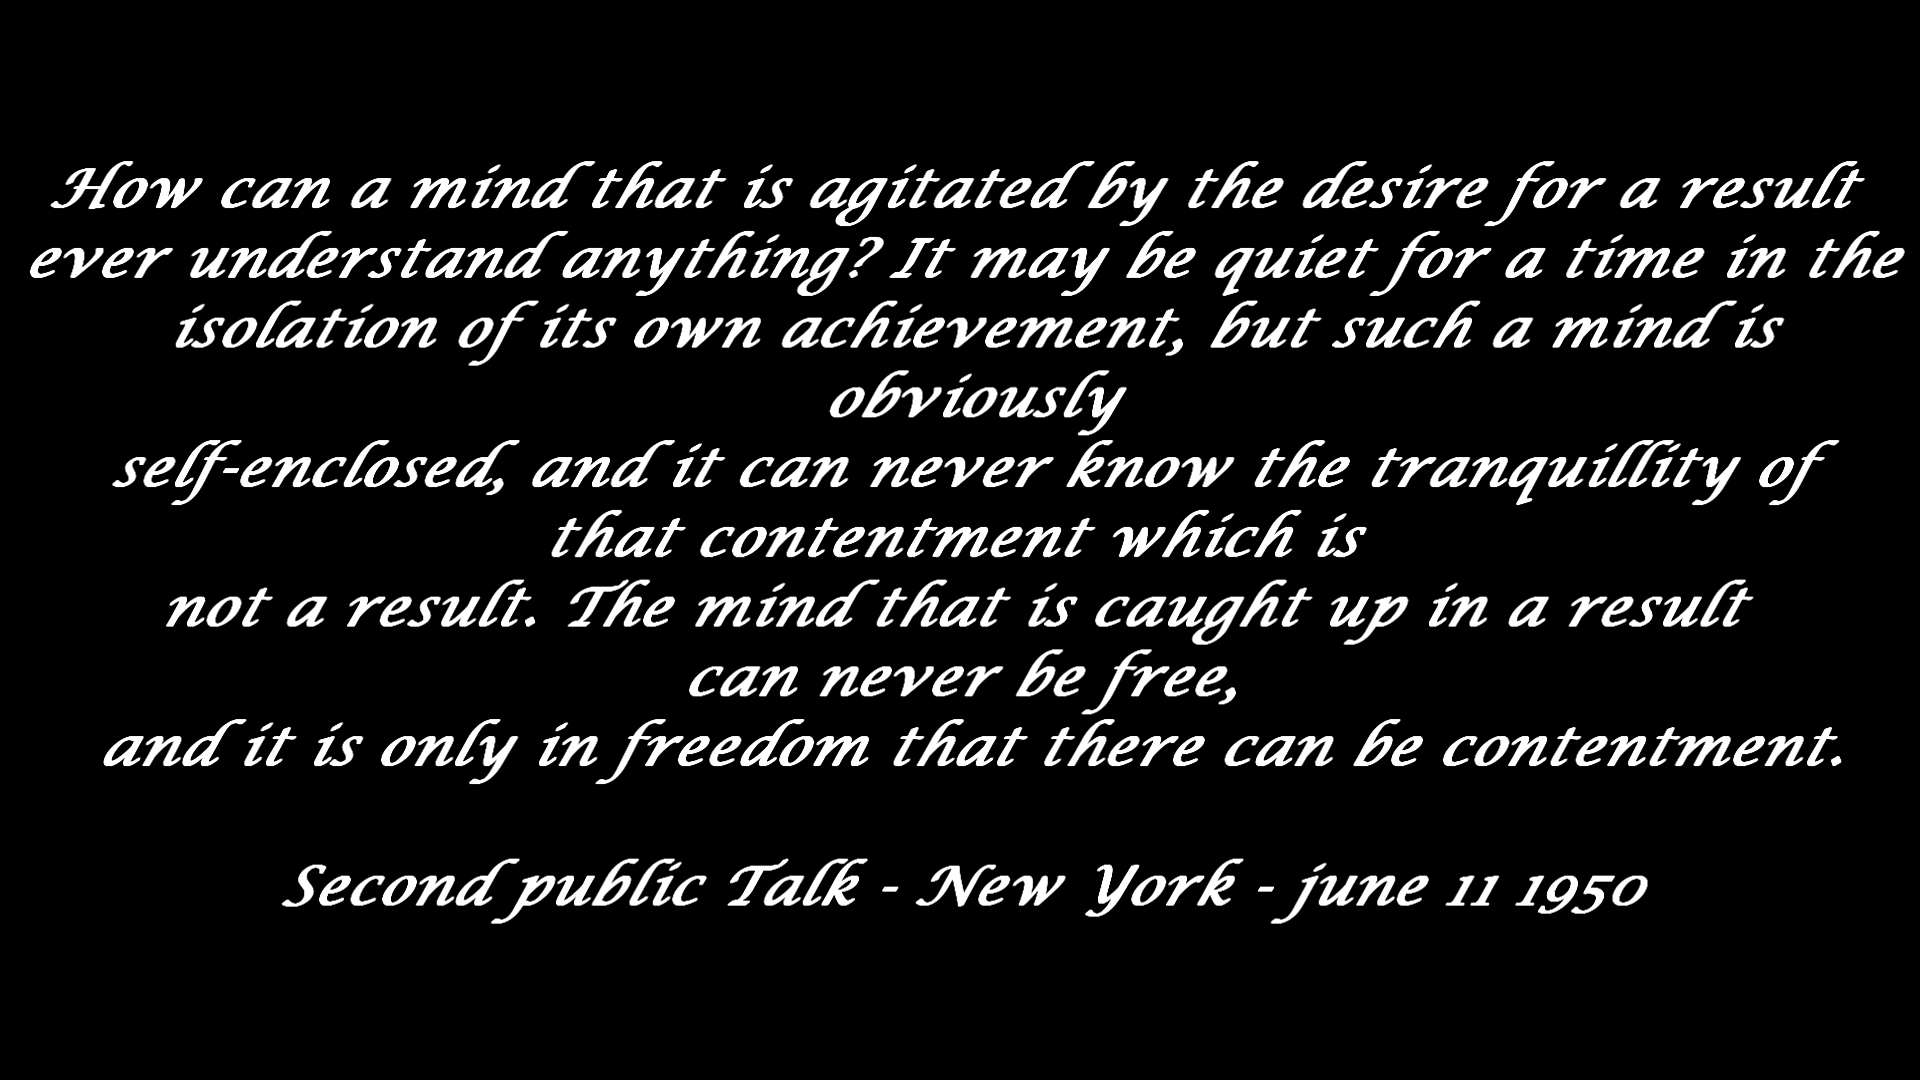 How can a mind that is agitated by the desire for a result
ever understand anything? It may be quiet for a time in the
isolation of its own achievement, but such a mind is
obviously
self-enclosed, and it can never know the tranquillity of
that contentment which is
not a result. The mind that is caught up in a result
can never be free,
and it is only in freedom that there can be contentment.
Second public Talk - New York - june 11 1950